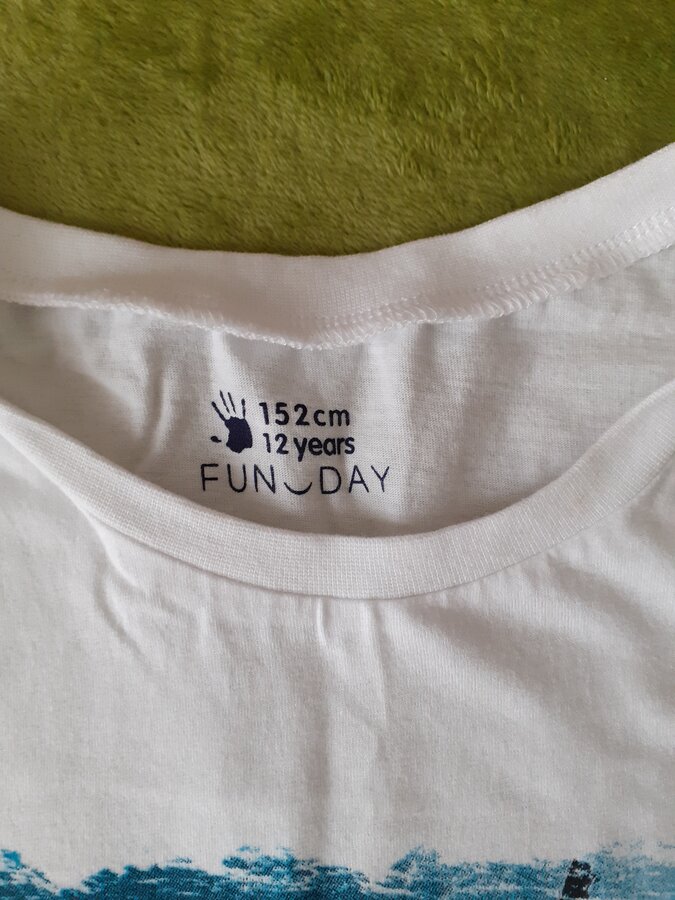 152cm
12 years
FUN DAY